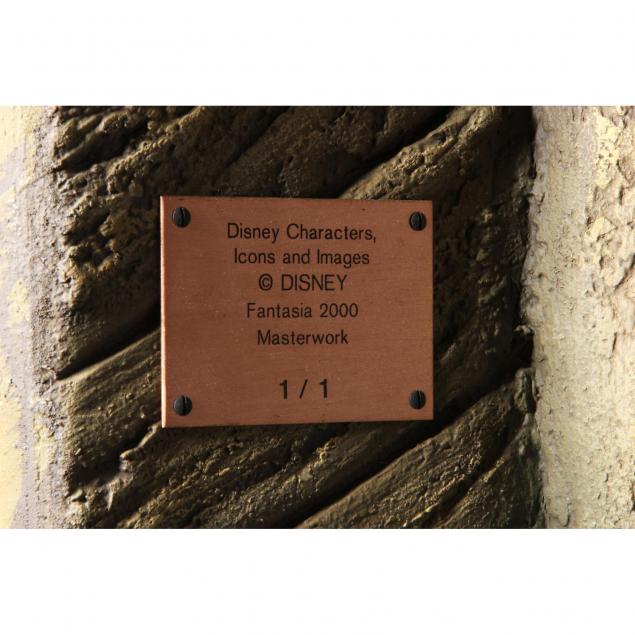 Disney Characters,
Icons and Images
© DISNEY
Fantasia 2000
Masterwork
1 / 1